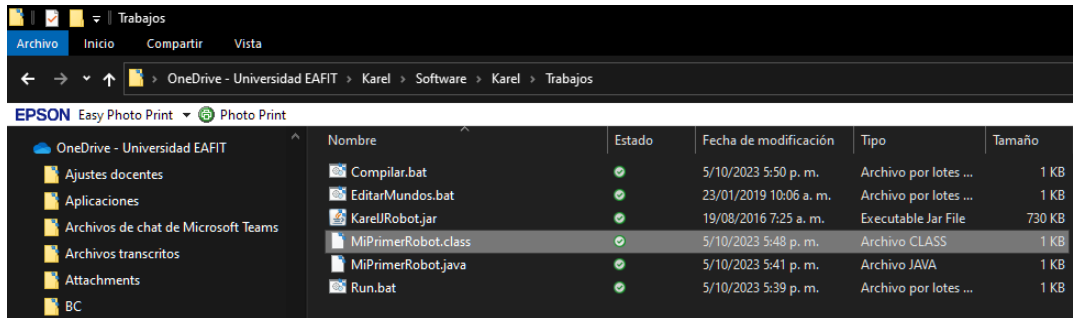 Trabajos
Archivo Inicio Compartir Vista
OneDrive - Universidad EAFIT > Karel > Software > Karel > Trabajos
EPSON Easy Photo Print Photo Print
OneDrive - Universidad EAFIT
Ajustes docentes
Aplicaciones
Archivos de chat de Microsoft Teams
Archivos transcritos
Attachments
BC
Nombre Estado Fecha de modificación Tipo Tamaño
Compilar.bat 5/10/2023 5:50 p. m. Archivo por lotes ... 1 KB
EditarMundos.bat 23/01/2019 10:06 a. m. Archivo por lotes ... 1 KB
KarelJRobot.jar 19/08/2016 7:25 a. m. Executable Jar File 730 KB
MiPrimerRobot.class 5/10/2023 5:48 p. m. Archivo CLASS 1 KB
MiPrimerRobot.java 5/10/2023 5:41 p. m. Archivo JAVA 1 KB
Run.bat 5/10/2023 5:39 p. m. Archivo por lotes ... 1 KB